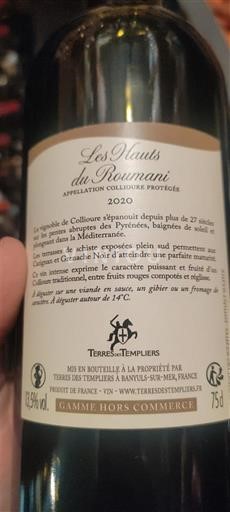 Les Hauts
du Roumani
APPELLATION COLLIOURE PROTÉGÉE
2020
Le vignoble de Collioure s'épanouit depuis plus de 27 siècles
sur les pentes abruptes des Pyrénées, baignées de soleil et
plongeant dans la Méditerranée.
Les terrasses de schiste exposées plein sud permettent aux
Carignan et Grenache Noir d'atteindre une parfaite maturité.
Ce vin intense exprime le caractère puissant et fruité d'un
Collioure traditionnel, entre fruits rouges compotés et réglisse.
À déguster sur une viande en sauce, un gibier ou un fromage de
caractère. À déguster autour de 14°C.
TERRES DES TEMPLIERS
MIS EN BOUTEILLE À LA PROPRIÉTÉ PAR
TERRES DES TEMPLIERS À BANYULS-SUR-MER, FRANCE
PRODUIT DE FRANCE - VIN - WWW.TERRESDESTEMPLIERS.FR
13,5% vol.
GAMME HORS COMMERCE
75cl